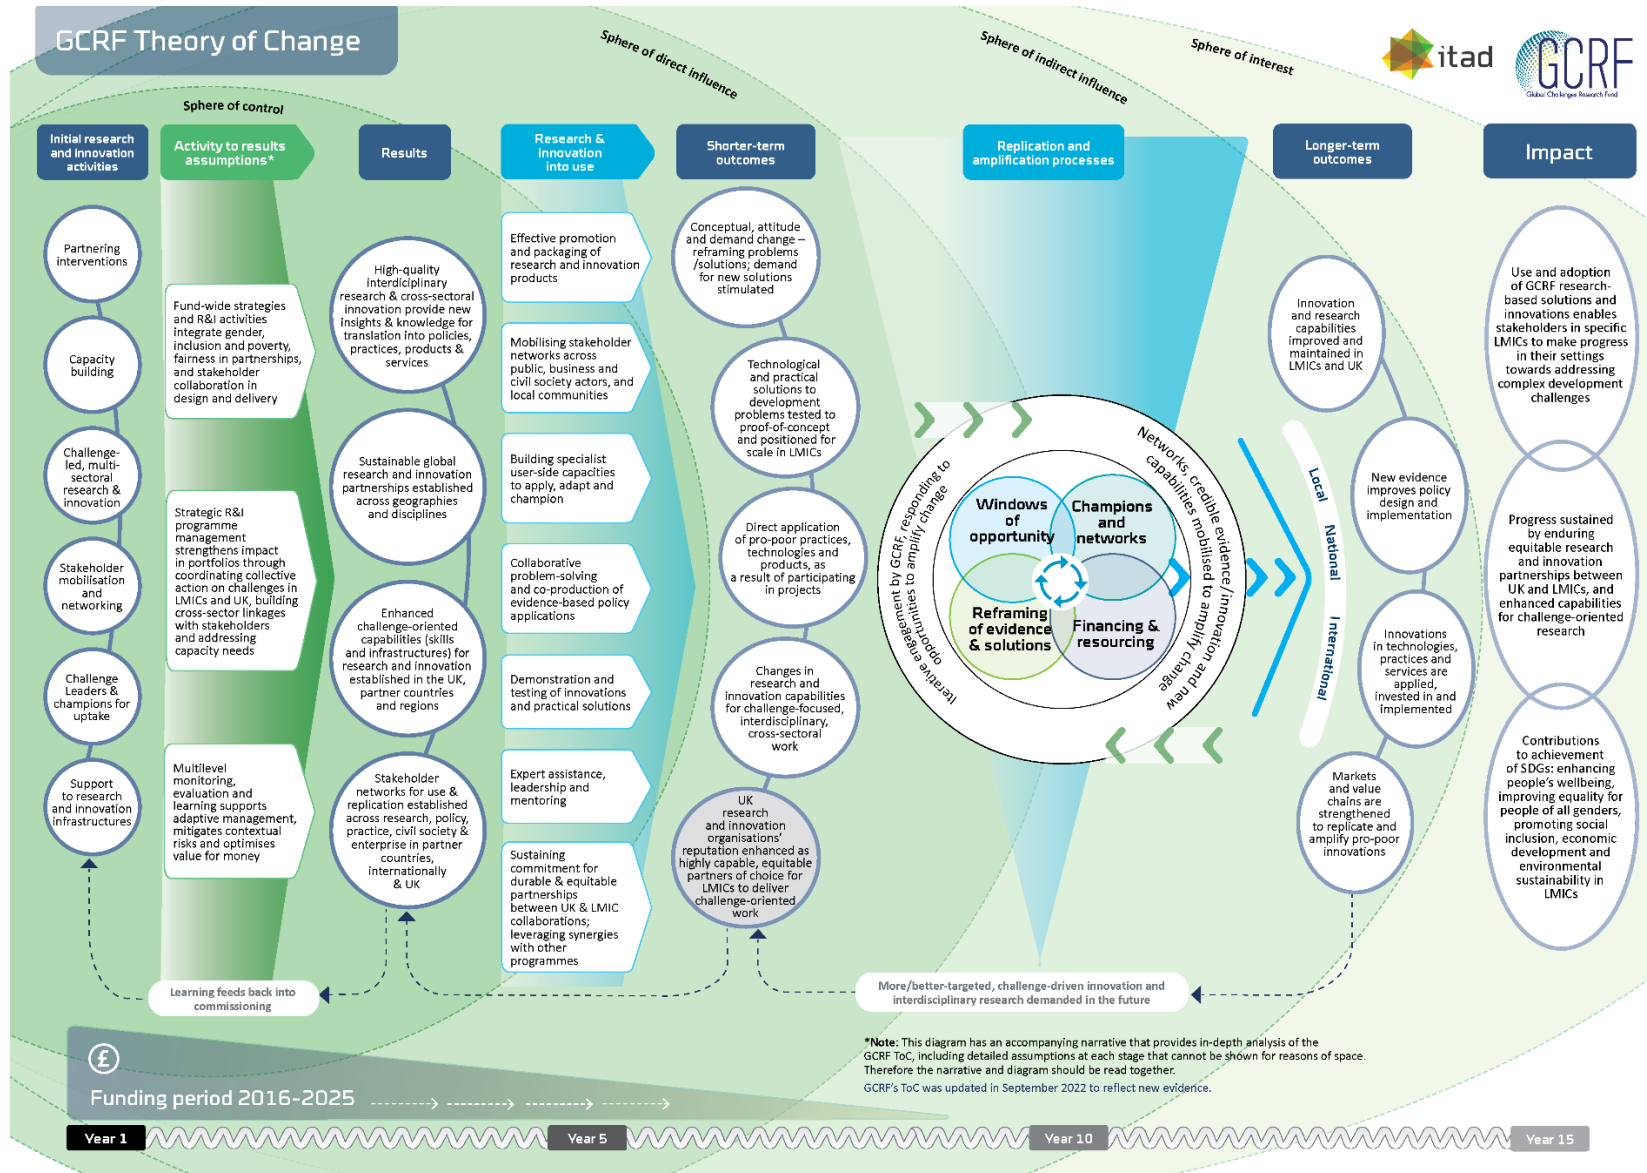 GCRF Theory of Change
Sphere of control
Sphere of direct influence
Sphere of indirect influence
Sphere of interest
itad
GCRF
Global Challenges Research Fund
Initial research
and innovation
activities
Partnering
interventions
Capacity
building
Challenge-
led, multi-
sectoral
research &
innovation
Stakeholder
mobilisation
and
networking
Challenge
Leaders &
champions for
uptake
Support
to research
and innovation
infrastructures
Activity to results
assumptions*
Fund-wide strategies
and R&I activities
integrate gender,
inclusion and poverty,
fairness in partnerships,
and stakeholder
collaboration in
design and delivery
Strategic R&I
programme
management
strengthens impact
in portfolios through
coordinating collective
action on challenges in
LMICs and UK, building
cross-sector linkages
with stakeholders
and addressing
capacity needs
Multilevel
monitoring,
evaluation and
learning supports
adaptive management,
mitigates contextual
risks and optimises
value for money
Results
High-quality
interdiciplinary
research & cross-sectoral
innovation provide new
insights & knowledge for
translation into policies,
practices, products &
services
Sustainable global
research and innovation
partnerships established
across geographies
and disciplines
Enhanced
challenge-oriented
capabilities (skills
and infrastructures) for
research and innovation
established in the UK,
partner countries
and regions
Stakeholder
networks for use &
replication established
across research, policy,
practice, civil society &
enterprise in partner
countries,
internationally
& UK
Research &
innovation
into use
Effective promotion
and packaging of
research and innovation
products
Mobilising stakeholder
networks across
public, business and
civil society actors, and
local communities
Building specialist
user-side capacities
to apply, adapt and
champion
Collaborative
problem-solving
and co-production of
evidence-based policy
applications
Demonstration and
testing of innovations
and practical solutions
Expert assistance,
leadership and
mentoring
Sustaining
commitment for
durable & equitable
partnerships
between UK & LMIC
collaborations;
leveraging synergies
with other
programmes
Shorter-term
outcomes
Conceptual, attitude
and demand change –
reframing problems
/solutions; demand
for new solutions
stimulated
Technological
and practical
solutions to
development
problems tested to
proof-of-concept
and positioned for
scale in LMICs
Direct application
of pro-poor practices,
technologies and
products, as
a result of participating
in projects
Changes in
research and
innovation capabilities
for challenge-focused,
interdisciplinary,
cross-sectoral
work
UK
research
and innovation
organisations’
reputation enhanced as
highly capable, equitable
partners of choice for
LMICs to deliver
challenge-oriented
work
Replication and
amplification processes
Iterative engagement by GCRF, responding to
opportunities to amplify change
Networks, credible evidence/innovation and new
capabilities mobilised to amplify change
Windows
of
opportunity
Champions
and
networks
Reframing
of evidence
& solutions
Financing &
resourcing
Local
National
International
Longer-term
outcomes
Innovation
and research
capabilities
improved and
maintained in
LMICs and UK
New evidence
improves policy
design and
implementation
Innovations
in technologies,
practices and
services are
applied,
invested in and
implemented
Markets
and value
chains are
strengthened
to replicate and
amplify pro-poor
innovations
Impact
Use and adoption
of GCRF research-
based solutions and
innovations enables
stakeholders in specific
LMICs to make progress
in their settings
towards addressing
complex development
challenges
Progress sustained
by enduring
equitable research
and innovation
partnerships between
UK and LMICs, and
enhanced capabilities
for challenge-oriented
research
Contributions
to achievement
of SDGs: enhancing
people’s wellbeing,
improving equality for
people of all genders,
promoting social
inclusion, economic
development and
environmental
sustainability in
LMICs
Learning feeds back into
commissioning
More/better-targeted, challenge-driven innovation and
interdisciplinary research demanded in the future
*Note: This diagram has an accompanying narrative that provides in-depth analysis of the
GCRF ToC, including detailed assumptions at each stage that cannot be shown for reasons of space.
Therefore the narrative and diagram should be read together.
GCRF’s ToC was updated in September 2022 to reflect new evidence.
£
Funding period 2016-2025
Year 1
Year 5
Year 10
Year 15